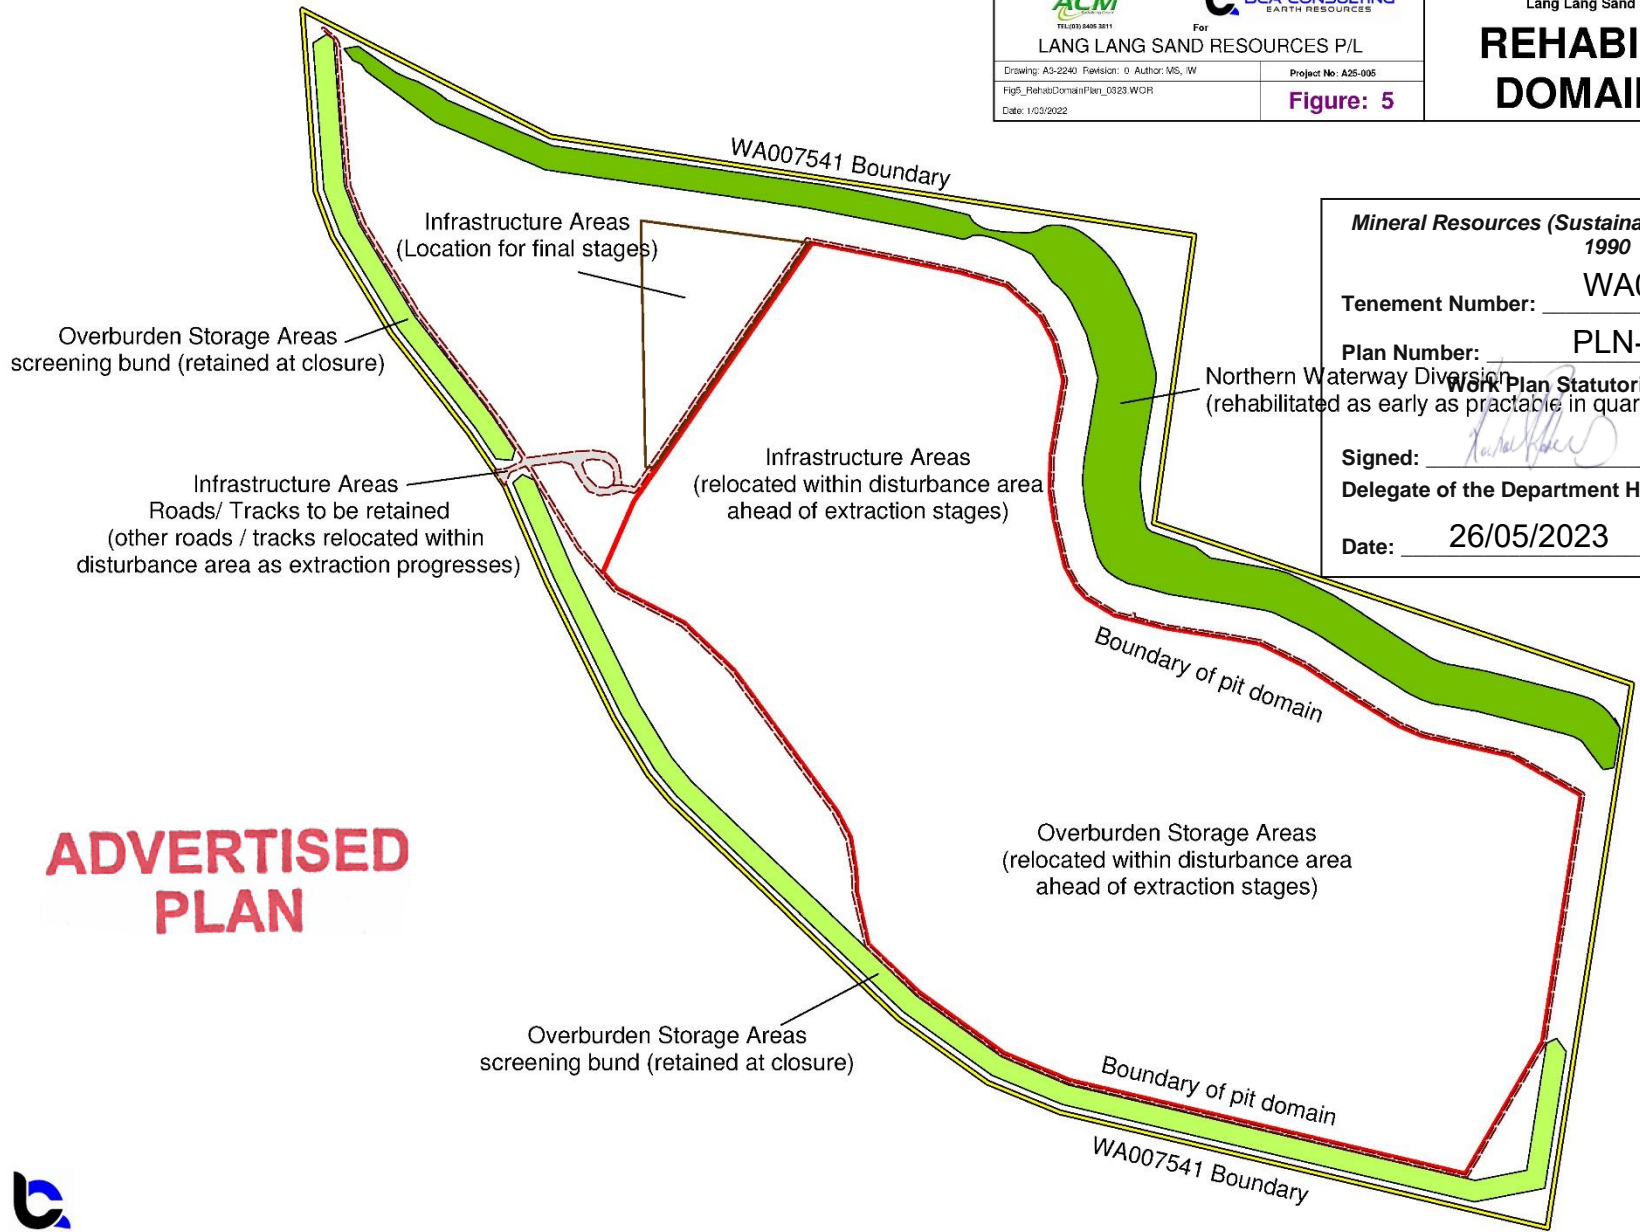 ACM
TEL:(03) 8405 3811
BCA CONSULTING
EARTH RESOURCES
For
LANG LANG SAND RESOURCES P/L
Drawing: A3-2240 Revision: 0 Author: MS, IW
Fig5_RehabDomainPlan_0323.WOR
Date: 1/03/2022
Project No: A25-005
Figure: 5
Lang Lang Sand
REHABI
DOMAI
Mineral Resources (Sustaina
1990
Tenement Number: WA0
Plan Number: PLN-
Work Plan Statutori
Signed:
Delegate of the Department H
Date: 26/05/2023
WA007541 Boundary
Infrastructure Areas
(Location for final stages)
Overburden Storage Areas
screening bund (retained at closure)
Northern Waterway Diversion
(rehabilitated as early as practable in quar
Infrastructure Areas
(relocated within disturbance area
ahead of extraction stages)
Infrastructure Areas
Roads/ Tracks to be retained
(other roads / tracks relocated within
disturbance area as extraction progresses)
Boundary of pit domain
ADVERTISED
PLAN
Overburden Storage Areas
(relocated within disturbance area
ahead of extraction stages)
Overburden Storage Areas
screening bund (retained at closure)
Boundary of pit domain
WA007541 Boundary